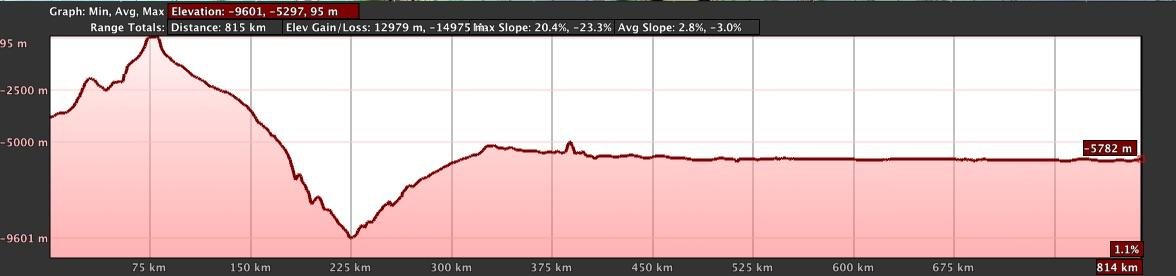 Graph: Min, Avg, Max Elevation: -9601, -5297, 95 m
Range Totals: Distance: 815 km Elev Gain/Loss: 12979 m, -14975 m Max Slope: 20.4%, -23.3% Avg Slope: 2.8%, -3.0%
95 m
-2500 m
-5000 m
-5782 m
-9601 m
1.1%
75 km 150 km 225 km 300 km 375 km 450 km 525 km 600 km 675 km 814 km